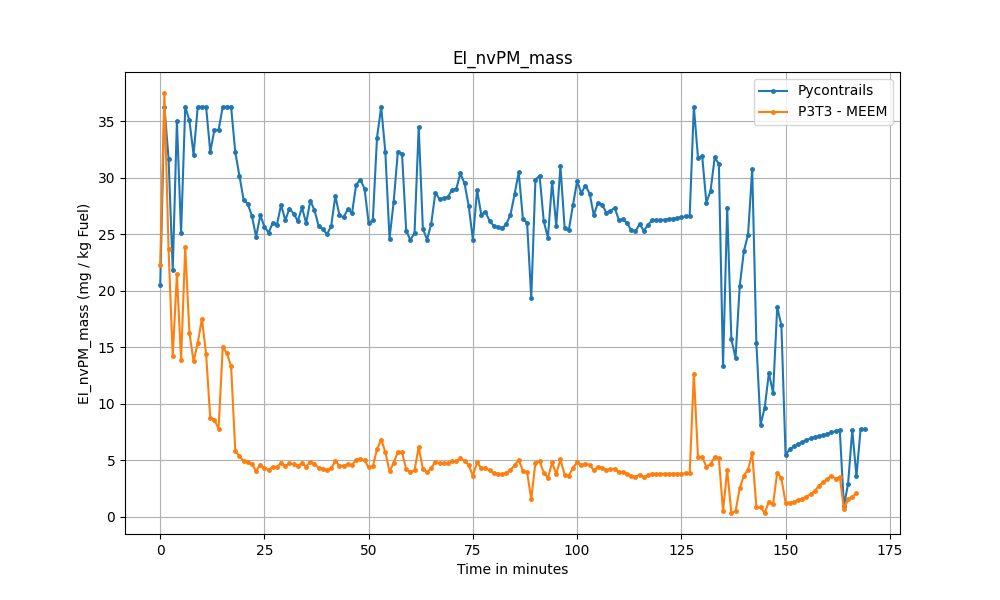 EI_nvPM_mass
Pycontrails
P3T3 - MEEM
EI_nvPM_mass (mg / kg Fuel)
35
30
25
20
15
10
5
0
0 25 50 75 100 125 150 175
Time in minutes